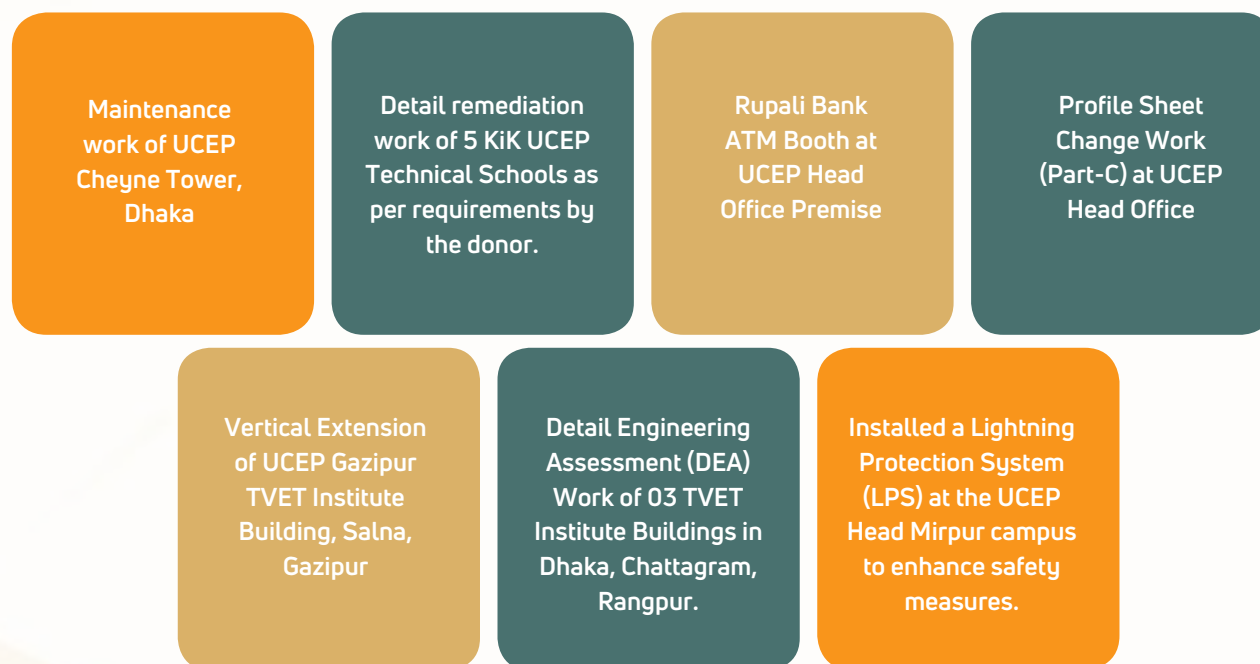 Maintenance
work of UCEP
Cheyne Tower,
Dhaka
Detail remediation
work of 5 KiK UCEP
Technical Schools as
per requirements by
the donor.
Rupali Bank
ATM Booth at
UCEP Head
Office Premise
Profile Sheet
Change Work
(Part-C) at UCEP
Head Office
Vertical Extension
of UCEP Gazipur
TVET Institute
Building, Salna,
Gazipur
Detail Engineering
Assessment (DEA)
Work of 03 TVET
Institute Buildings in
Dhaka, Chattagram,
Rangpur.
Installed a Lightning
Protection System
(LPS) at the UCEP
Head Mirpur campus
to enhance safety
measures.